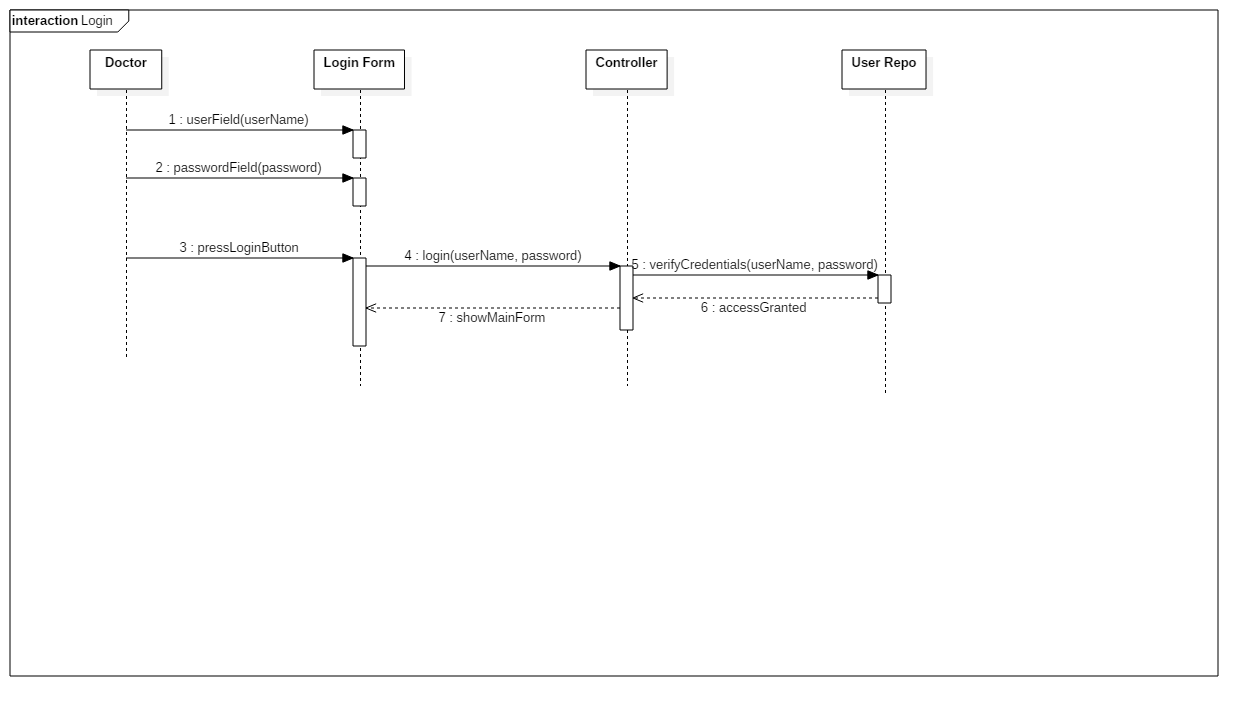 interaction Login
Doctor
Login Form
Controller
User Repo
1 : userField(userName)
2 : passwordField(password)
3 : pressLoginButton
4 : login(userName, password)
5 : verifyCredentials(userName, password)
6 : accessGranted
7 : showMainForm